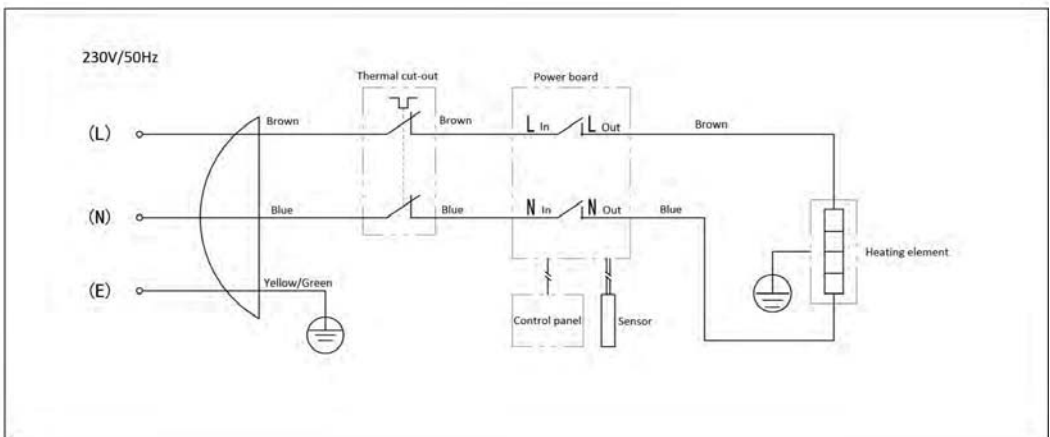 230V/50Hz
Thermal cut-out
Power board
(L)
Brown
Brown
L In
L Out
Brown
(N)
Blue
Blue
N In
N Out
Blue
Heating element
(E)
Yellow/Green
Control panel
Sensor